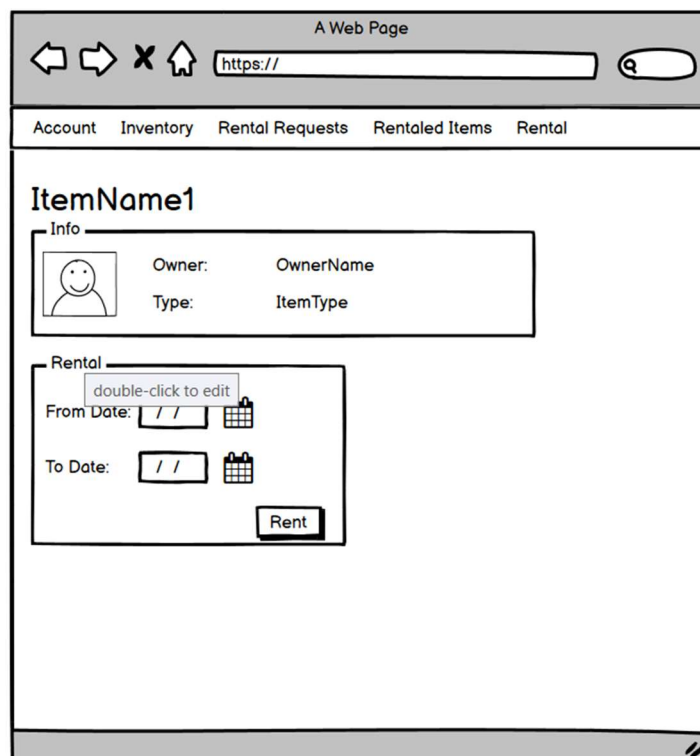 A Web Page
https://
Account Inventory Rental Requests Rentaled Items Rental
ItemName1
Info
Owner: OwnerName
Type: ItemType
Rental
double-click to edit
From Date: / /
To Date: / /
Rent